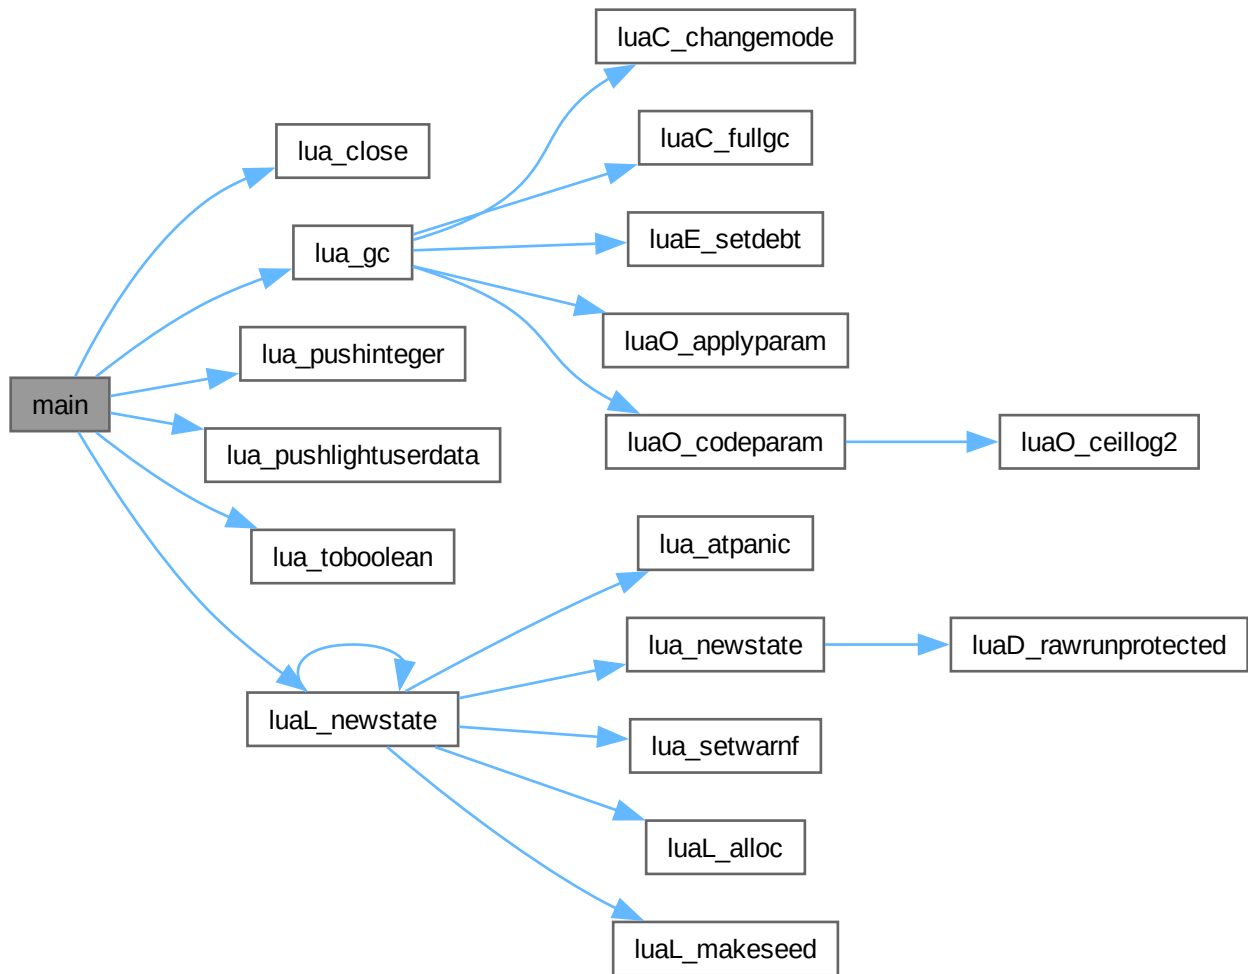 luaC_changemode
lua_close
luaC_fullgc
lua_gc
luaE_setdebt
luaO_applyparam
lua_pushinteger
main
luaO_codeparam
luaO_ceillog2
lua_pushlightuserdata
lua_toboolean
lua_atpanic
lua_newstate
luaD_rawrunprotected
luaL_newstate
lua_setwarnf
luaL_alloc
luaL_makeseed